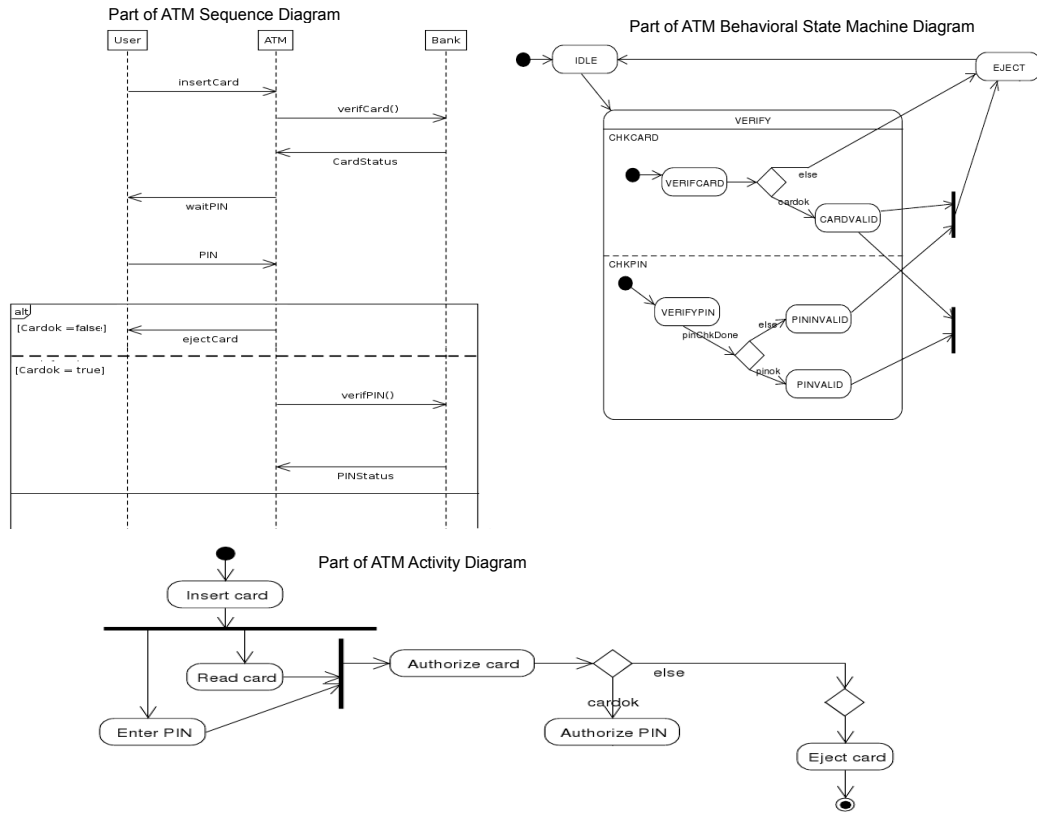 Part of ATM Sequence Diagram
User
ATM
Bank
insertCard
verifCard()
CardStatus
waitPIN
PIN
alt
[Cardok =false]
ejectCard
[Cardok = true]
verifPIN()
PINStatus
Part of ATM Behavioral State Machine Diagram
IDLE
EJECT
VERIFY
CHKCARD
VERIFCARD
else
cardok
CARDVALID
CHKPIN
VERIFYPIN
pinChkDone
else
PININVALID
pinok
PINVALID
Part of ATM Activity Diagram
Insert card
Read card
Enter PIN
Authorize card
else
cardok
Authorize PIN
Eject card